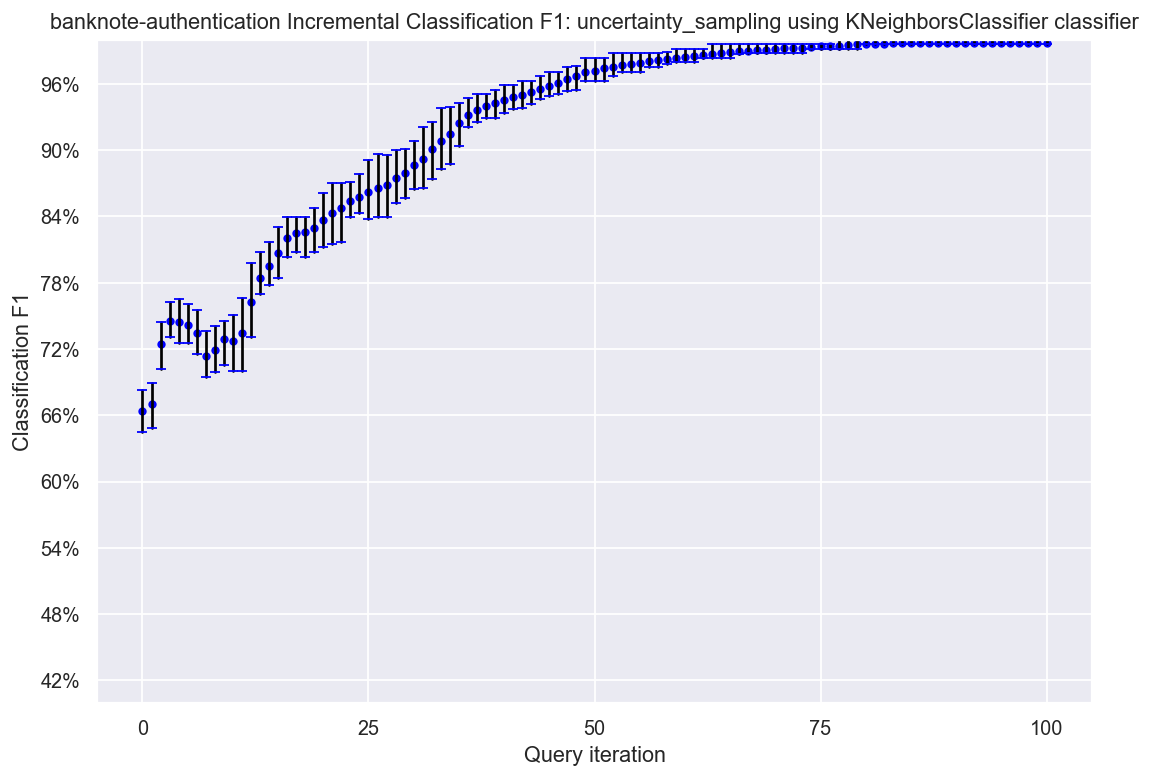 banknote-authentication Incremental Classification F1: uncertainty_sampling using KNeighborsClassifier classifier
96%
90%
84%
78%
72%
66%
60%
54%
48%
42%
Classification F1
0 25 50 75 100
Query iteration